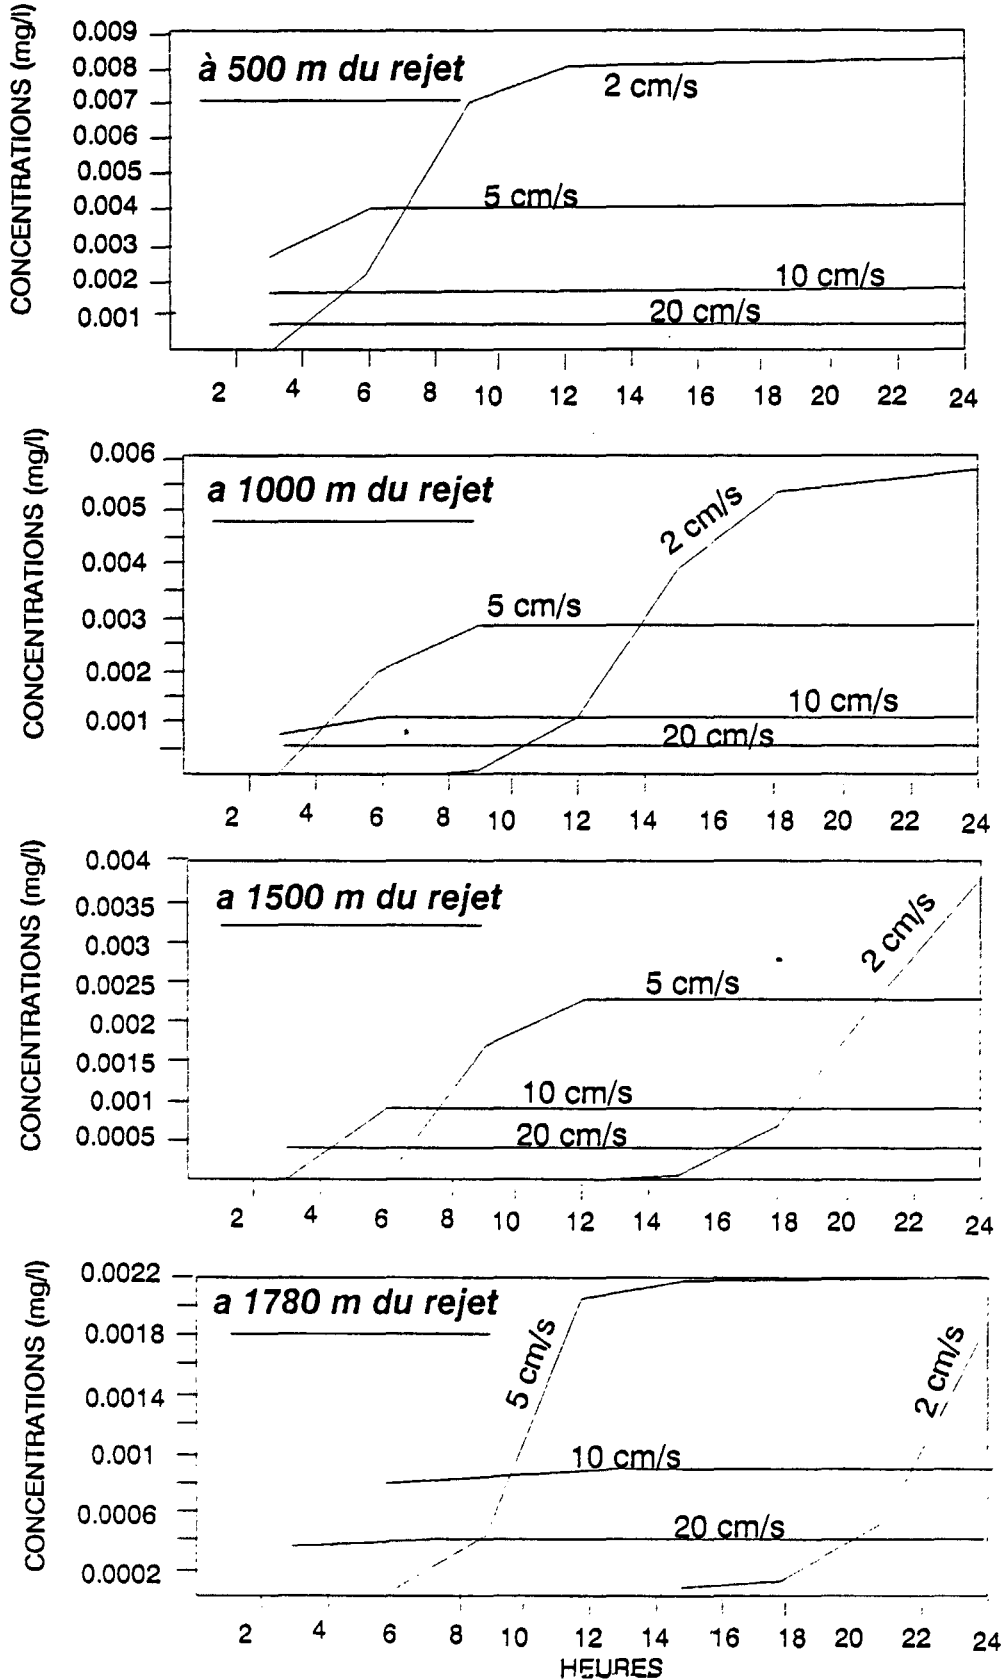 CONCENTRATIONS (mg/l)
0.009
0.008
0.007
0.006
0.005
0.004
0.003
0.002
0.001
à 500 m du rejet
2 cm/s
5 cm/s
10 cm/s
20 cm/s
2 4 6 8 10 12 14 16 18 20 22 24
CONCENTRATIONS (mg/l)
0.006
0.005
0.004
0.003
0.002
0.001
a 1000 m du rejet
2 cm/s
5 cm/s
10 cm/s
20 cm/s
2 4 6 8 10 12 14 16 18 20 22 24
CONCENTRATIONS (mg/l)
0.004
0.0035
0.003
0.0025
0.002
0.0015
0.001
0.0005
a 1500 m du rejet
2 cm/s
5 cm/s
10 cm/s
20 cm/s
2 4 6 8 10 12 14 16 18 20 22 24
CONCENTRATIONS (mg/l)
0.0022
0.0018
0.0014
0.001
0.0006
0.0002
a 1780 m du rejet
5 cm/s
2 cm/s
10 cm/s
20 cm/s
2 4 6 8 10 12 14 16 18 20 22 24
HEURES